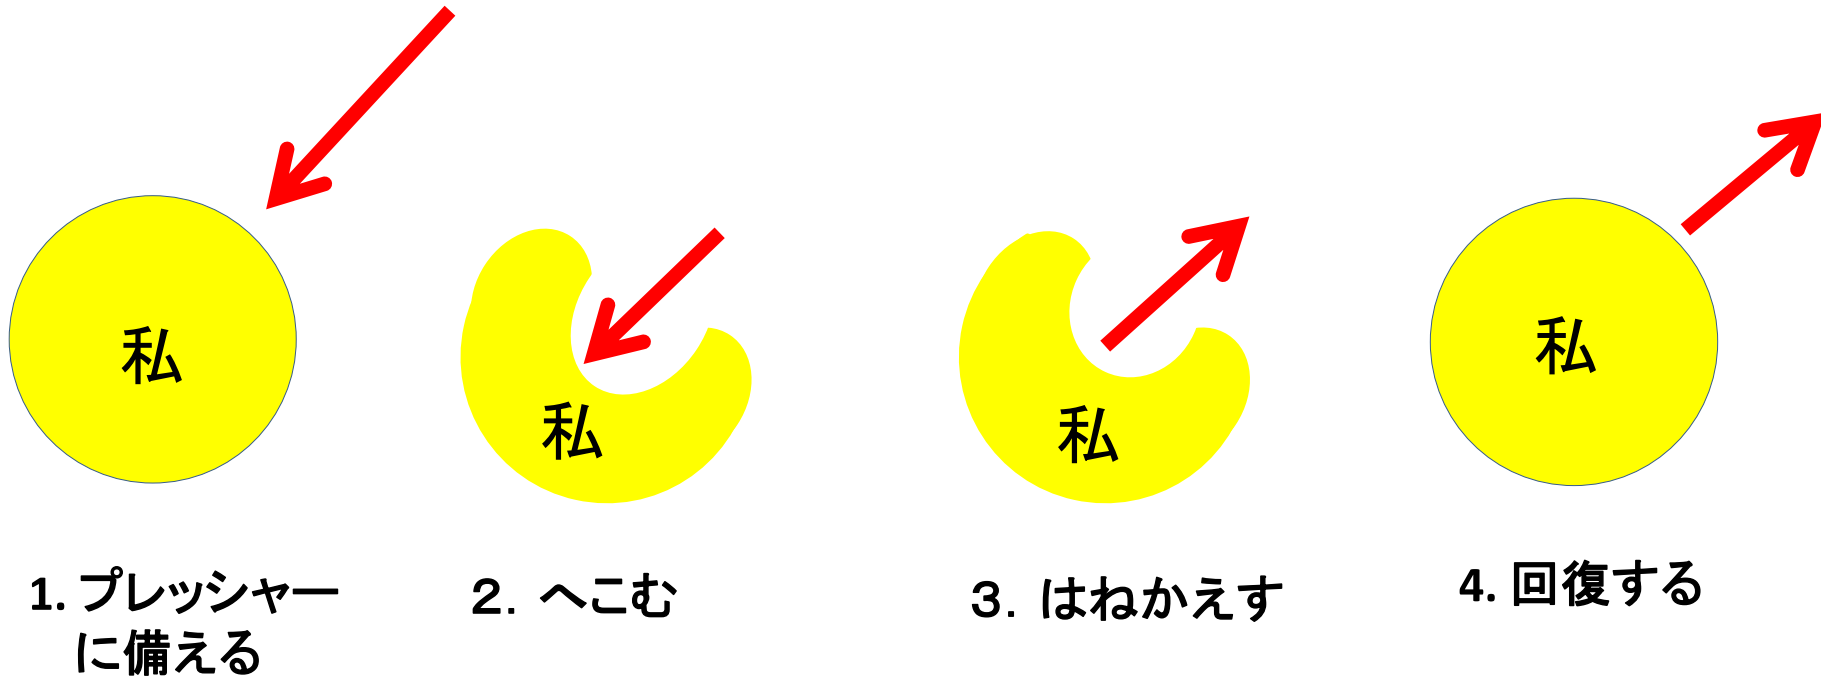 私
私
私
私
1. プレッシャー
に備える
２．へこむ
３．はねかえす
4. 回復する